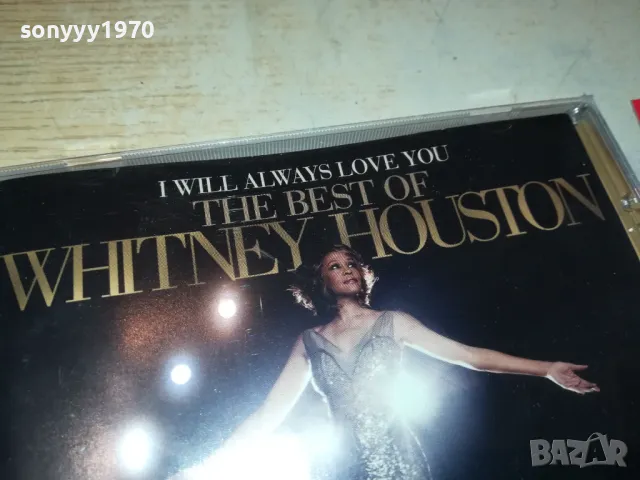 sonyyy1970
I WILL ALWAYS LOVE YOU
THE BEST OF
WHITNEY HOUSTON
BAZAR